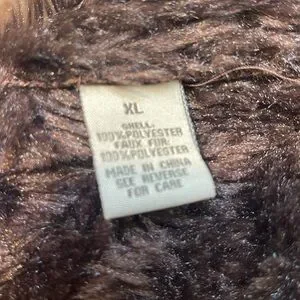 XL
SHELL:
100%POLYESTER
FAUX FUR:
100%POLYESTER
MADE IN CHINA
SEE REVERSE
FOR CARE